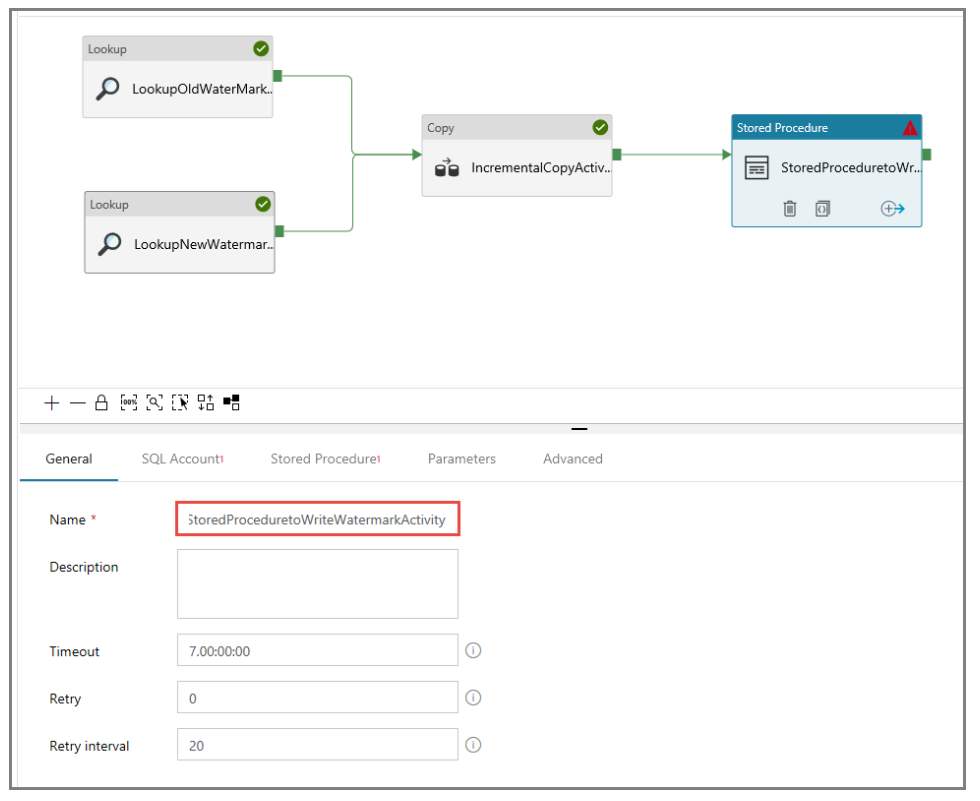 Lookup
LookupOldWaterMark..
Copy
IncrementalCopyActiv..
Stored Procedure
StoredProceduretoWr...
Lookup
LookupNewWatermar..
100%
General
SQL Account1
Stored Procedure1
Parameters
Advanced
Name *
StoredProceduretoWriteWatermarkActivity
Description
Timeout
7.00:00:00
Retry
0
Retry interval
20